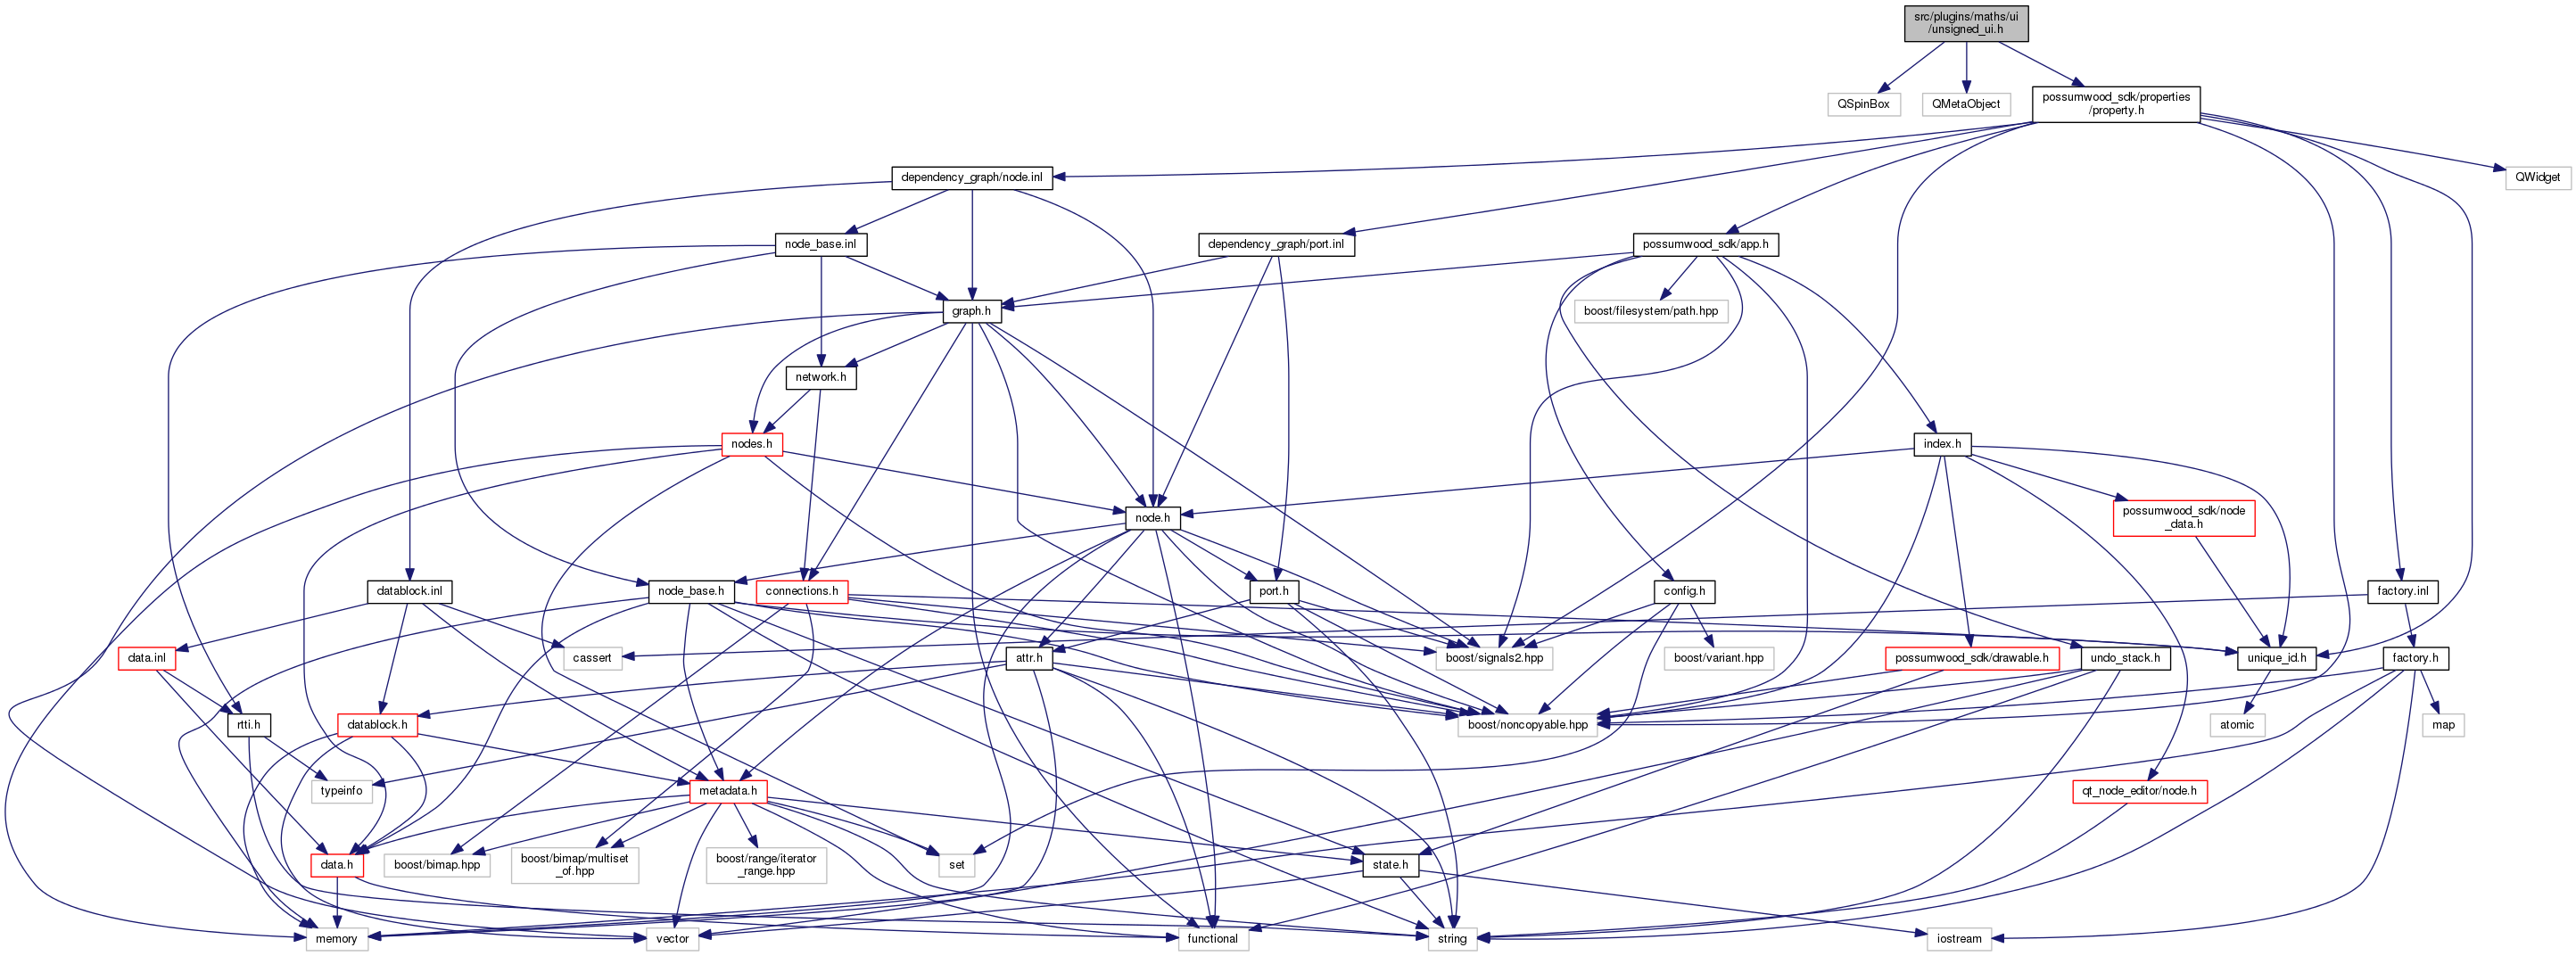 src/plugins/maths/ui
/unsigned_ui.h
QSpinBox
QMetaObject
possumwood_sdk/properties
/property.h
dependency_graph/node.inl
QWidget
node_base.inl
dependency_graph/port.inl
possumwood_sdk/app.h
graph.h
boost/filesystem/path.hpp
network.h
nodes.h
index.h
node.h
possumwood_sdk/node
_data.h
datablock.inl
node_base.h
connections.h
port.h
config.h
factory.inl
data.inl
cassert
attr.h
boost/signals2.hpp
boost/variant.hpp
possumwood_sdk/drawable.h
undo_stack.h
unique_id.h
factory.h
rtti.h
datablock.h
boost/noncopyable.hpp
atomic
map
typeinfo
metadata.h
qt_node_editor/node.h
data.h
boost/bimap.hpp
boost/bimap/multiset
_of.hpp
boost/range/iterator
_range.hpp
set
state.h
memory
vector
functional
string
iostream